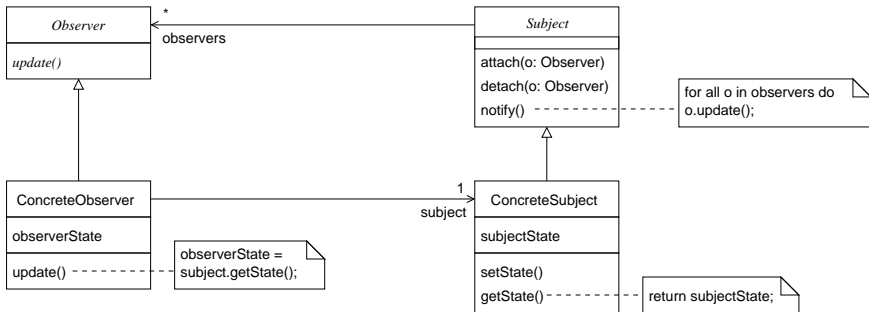 Observer
*
observers
Subject
update()
attach(o: Observer)
detach(o: Observer)
notify()
for all o in observers do
o.update();
ConcreteObserver
1
subject
ConcreteSubject
observerState
subjectState
update()
observerState =
subject.getState();
setState()
getState()
return subjectState;